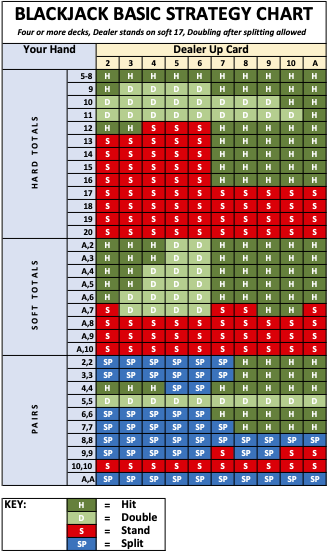 BLACKJACK BASIC STRATEGY CHART
Four or more decks, Dealer stands on soft 17, Doubling after splitting allowed
Your Hand Dealer Up Card
2 3 4 5 6 7 8 9 10 A
HARD TOTALS
5-8 H H H H H H H H H H
9 H D D D D H H H H H
10 D D D D D D D D H H
11 D D D D D D D D D H
12 H H S S S H H H H H
13 S S S S S H H H H H
14 S S S S S H H H H H
15 S S S S S H H H H H
16 S S S S S H H H H H
17 S S S S S S S S S S
18 S S S S S S S S S S
19 S S S S S S S S S S
20 S S S S S S S S S S
SOFT TOTALS
A,2 H H H D D H H H H H
A,3 H H H D D H H H H H
A,4 H H D D D H H H H H
A,5 H H D D D H H H H H
A,6 H D D D D H H H H H
A,7 S D D D D S S H H S
A,8 S S S S S S S S S S
A,9 S S S S S S S S S S
A,10 S S S S S S S S S S
PAIRS
2,2 SP SP SP SP SP SP H H H H
3,3 SP SP SP SP SP SP H H H H
4,4 H H H SP SP H H H H H
5,5 D D D D D D D D D D
6,6 SP SP SP SP SP H H H H H
7,7 SP SP SP SP SP SP H H H H
8,8 SP SP SP SP SP SP SP SP SP SP
9,9 SP SP SP SP SP S SP SP S S
10,10 S S S S S S S S S S
A,A SP SP SP SP SP SP SP SP SP SP
KEY:
H = Hit
D = Double
S = Stand
SP = Split